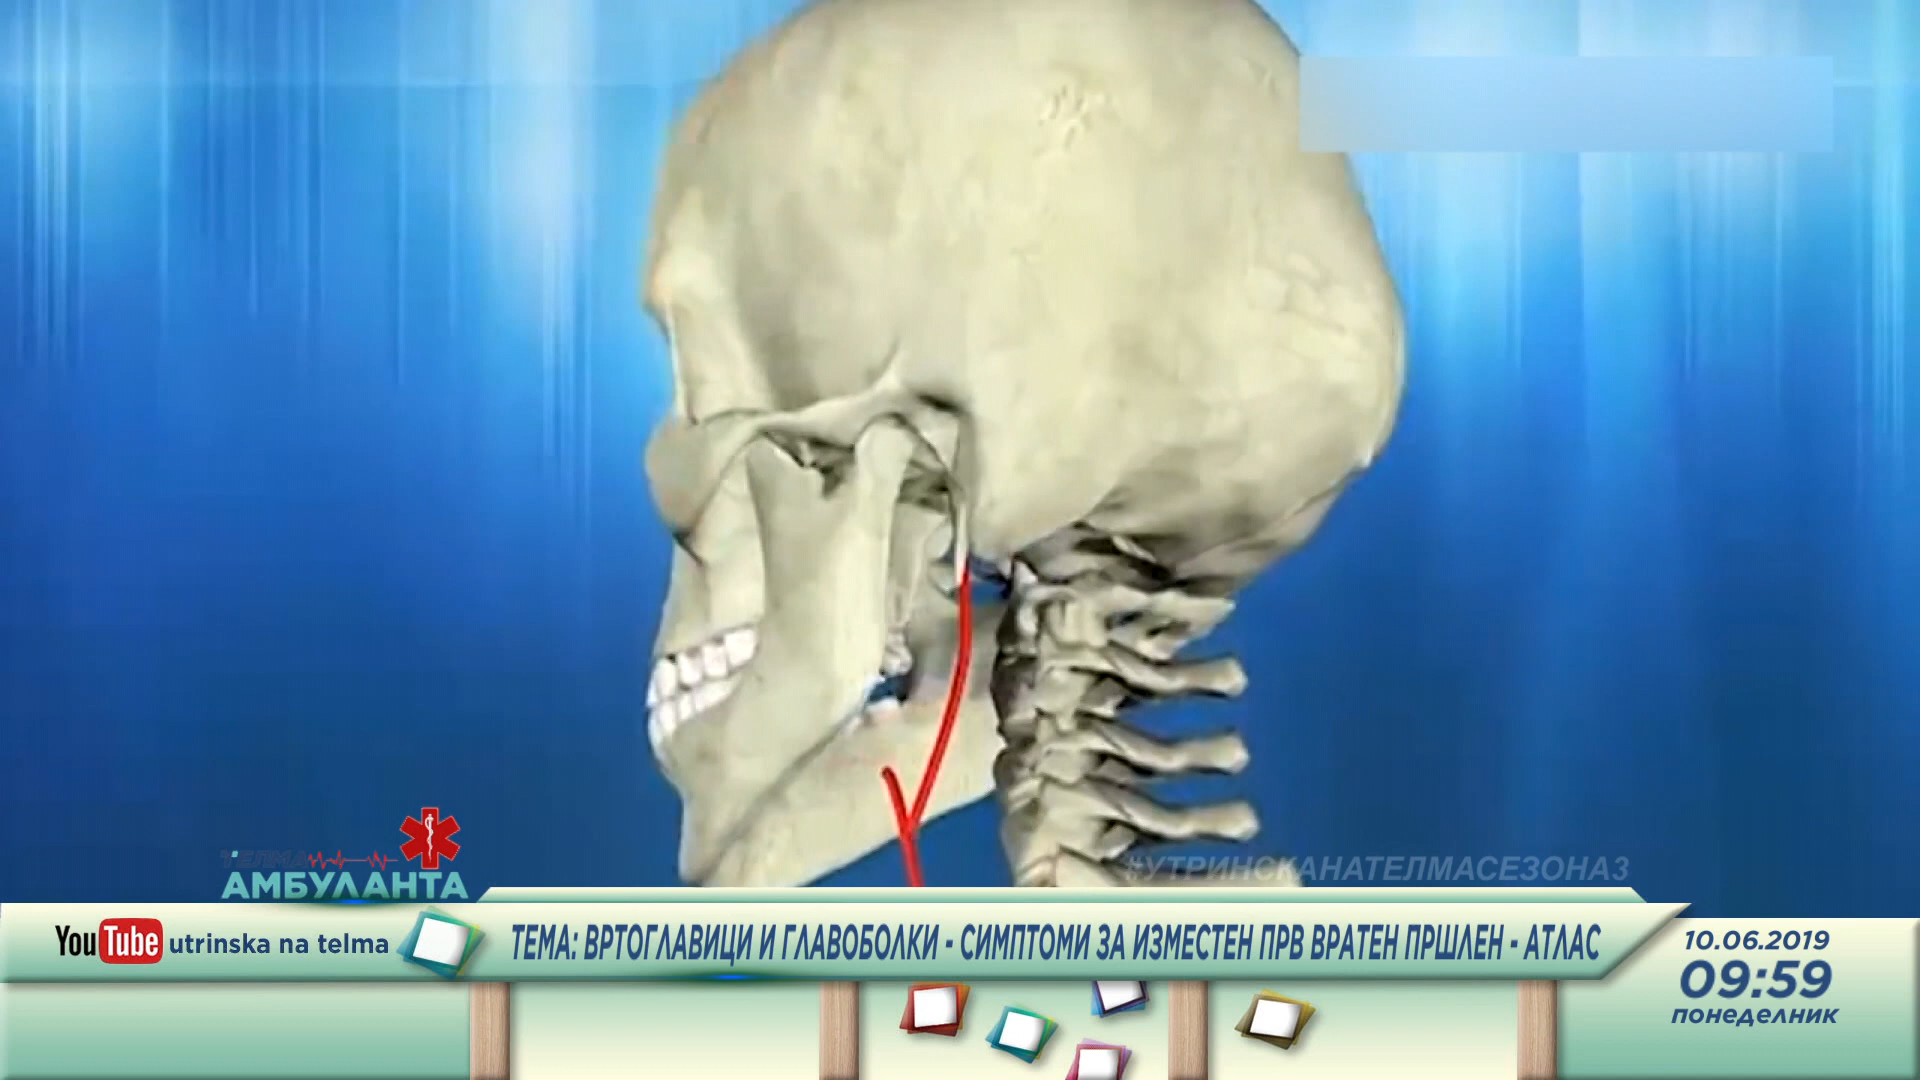 ТЕЛМА
АМБУЛАНТА
#УТРИНСКАНАТЕЛМАСЕЗОНА3
YouTube utrinska na telma
ТЕМА: ВРТОГЛАВИЦИ И ГЛАВОБОЛКИ - СИМПТОМИ ЗА ИЗМЕСТЕН ПРВ ВРАТЕН ПРШЛЕН - АТЛАС
10.06.2019
09:59
понеделник